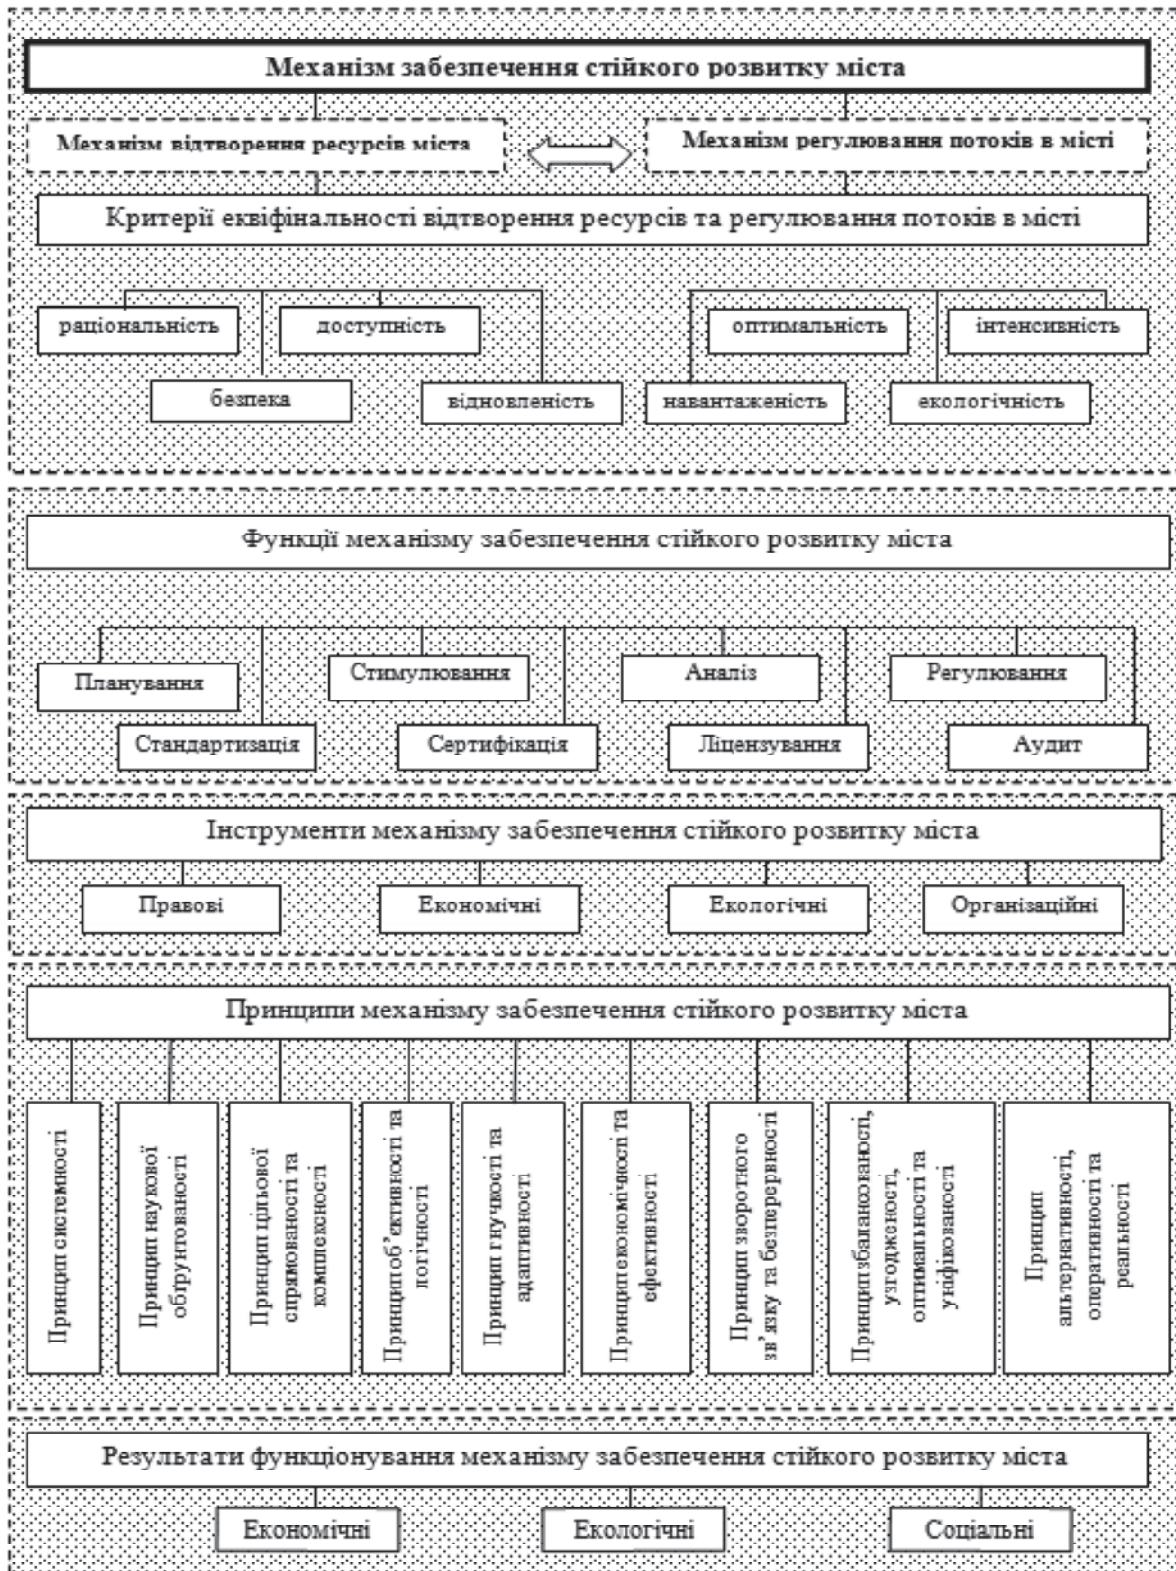 Механізм забезпечення стійкого розвитку міста
Механізм відтворення ресурсів міста
Механізм регулювання потоків в місті
Критерії еквіфінальності відтворення ресурсів та регулювання потоків в місті
раціональність
доступність
оптимальність
інтенсивність
безпека
відновленість
навантаженість
екологічність
Функції механізму забезпечення стійкого розвитку міста
Планування
Стимулювання
Аналіз
Регулювання
Стандартизація
Сертифікація
Ліцензування
Аудит
Інструменти механізму забезпечення стійкого розвитку міста
Правові
Економічні
Екологічні
Організаційні
Принципи механізму забезпечення стійкого розвитку міста
Принцип системності
Принцип наукової
обґрунтованості
Принцип цільової
спрямованості та
комплексності
Принцип об'єктивності та
логічності
Принцип гнучкості та
адаптивності
Принцип економічності та
ефективності
Принцип зворотного
зв'язку та безперервності
Принцип збалансованості,
узгодженості,
оптимальності та
уніфікованості
Принцип
альтернативності,
оперативності та
реальності
Результати функціонування механізму забезпечення стійкого розвитку міста
Економічні
Екологічні
Соціальні